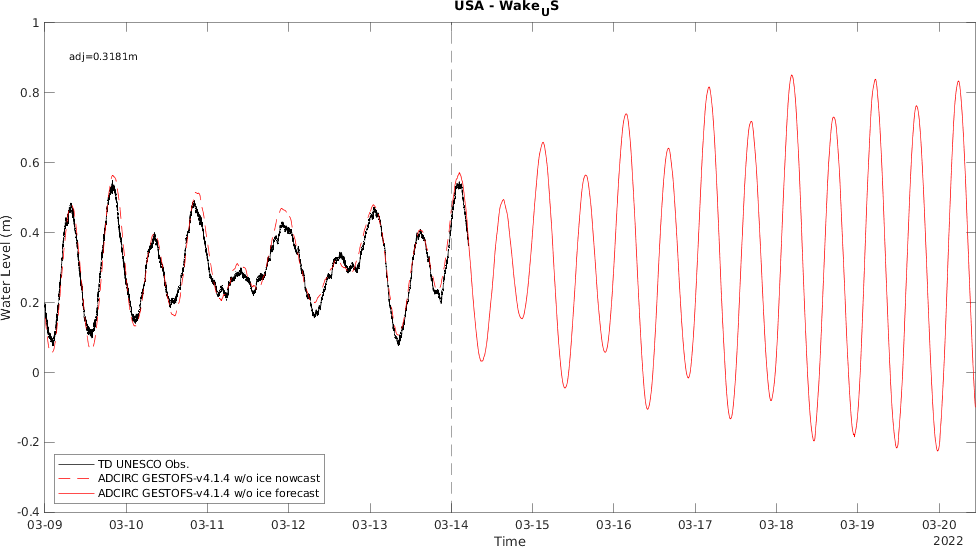 USA - WakeUS
1
adj=0.3181m
0.8
0.6
0.4
0.2
0
-0.2
-0.4
Water Level (m)
TD UNESCO Obs.
ADCIRC GESTOFS-v4.1.4 w/o ice nowcast
ADCIRC GESTOFS-v4.1.4 w/o ice forecast
03-09 03-10 03-11 03-12 03-13 03-14 03-15 03-16 03-17 03-18 03-19 03-20
Time
2022